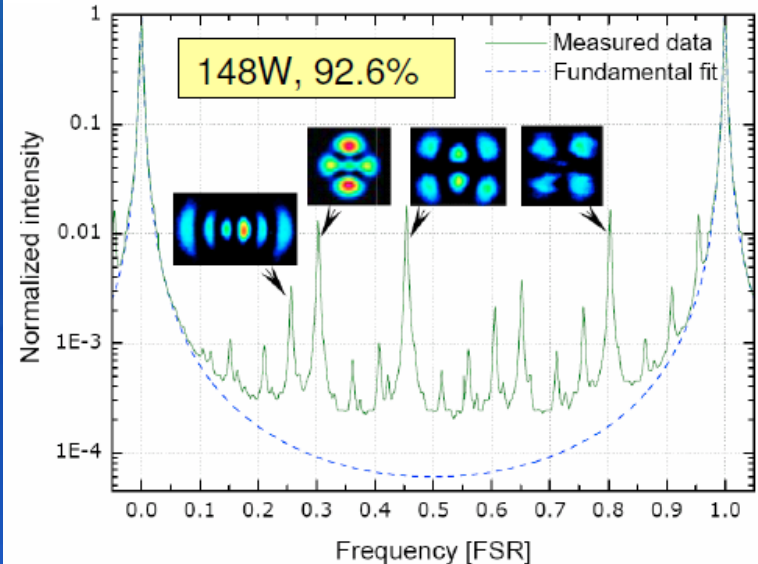 1
0.1
0.01
1E-3
1E-4
Normalized intensity
148W, 92.6%
Measured data
Fundamental fit
0.0 0.1 0.2 0.3 0.4 0.5 0.6 0.7 0.8 0.9 1.0
Frequency [FSR]